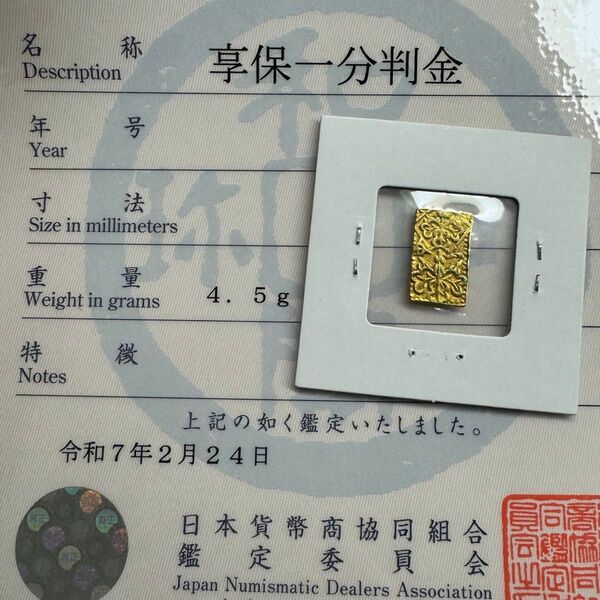 名 称 享保一分判金
Description
年 号
Year
寸 法
Size in millimeters
重 量 4.5g
Weight in grams
特 徴
Notes
上記の如く鑑定いたしました。
令和7年2月24日
日本貨幣商協同組合
鑑定委員会
Japan Numismatic Dealers Association